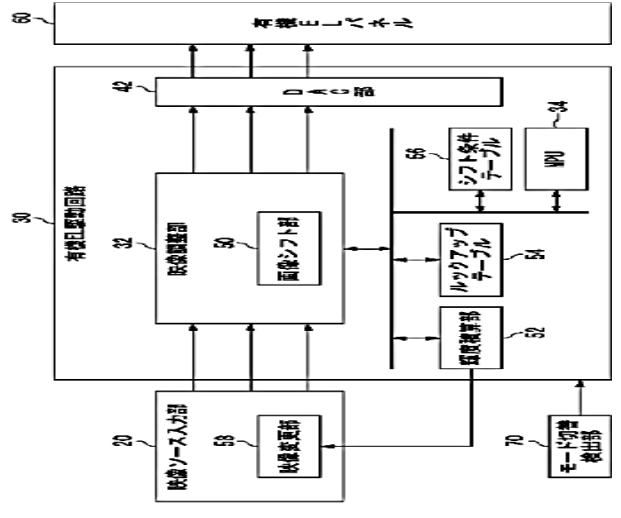 20
映像ソース入力部
58
映像変更部
70
モード切替
検出部
30
有機EL駆動回路
32
映像調整部
50
画像シフト部
輝度積算部
52
ルックアップ
テーブル
54
56
シフト条件
テーブル
MPU
34
42
DAC部
60
有機ELパネル